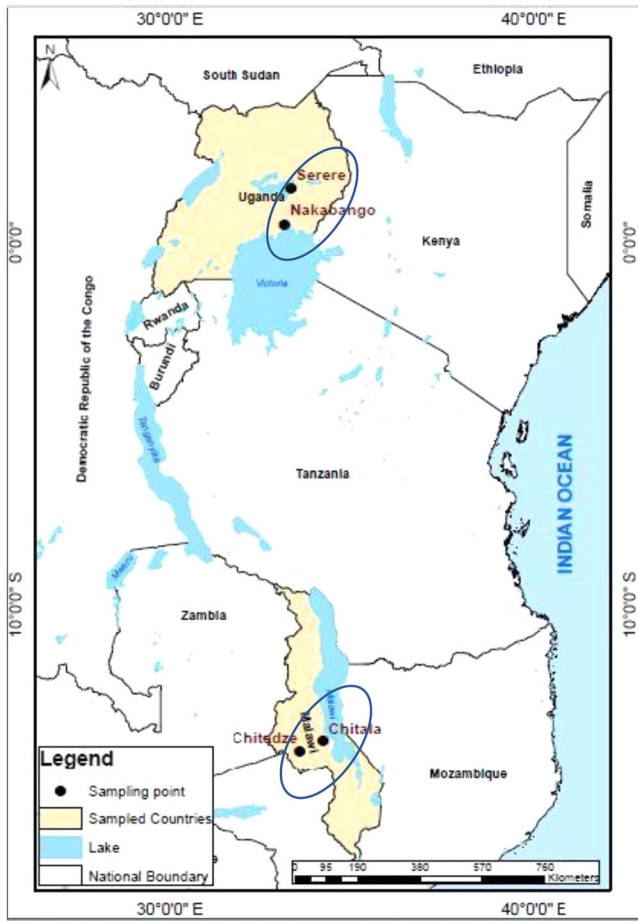 30°0'0"E
40°0'0"E
N
South Sudan
Ethiopia
Serere
Uganda
Nakabango
Somalia
0°0'0"
0°0'0"
Kenya
Victoria
Rwanda
Burundi
Democratic Republic of the Congo
Tanganyika
Tanzania
INDIAN OCEAN
Mweru
10°0'0"S
10°0'0"S
Zambia
Malawi
Malawi
Chitedze
Chitala
Mozambique
Legend
Sampling point
Sampled Countries
Lake
National Boundary
0 95 190 380 570 760
Kilometers
30°0'0"E
40°0'0"E